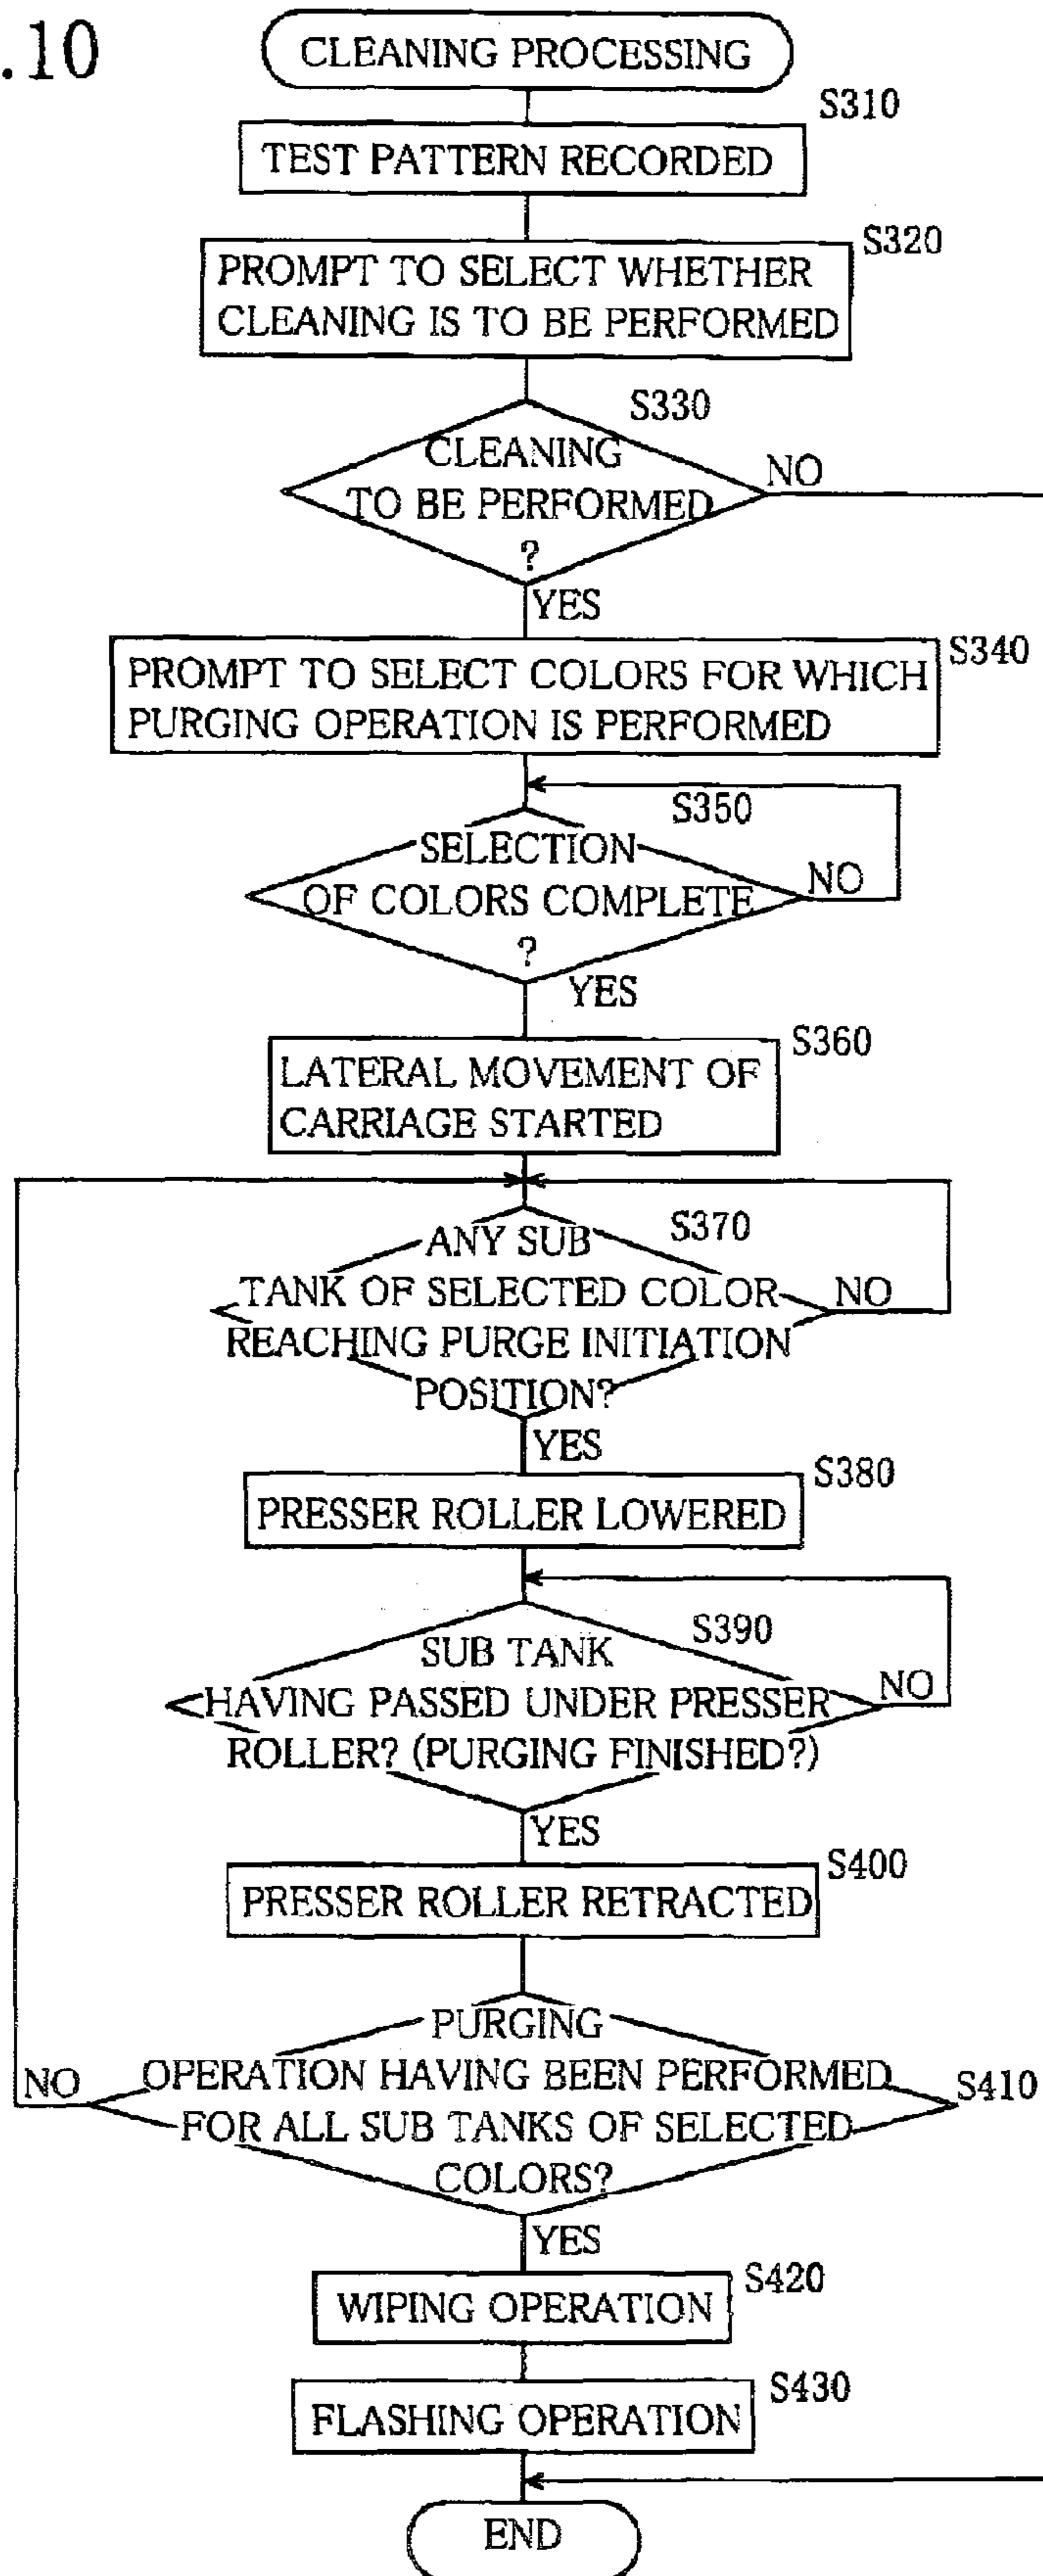 .10
CLEANING PROCESSING
S310
TEST PATTERN RECORDED
S320
PROMPT TO SELECT WHETHER
CLEANING IS TO BE PERFORMED
S330
CLEANING
TO BE PERFORMED
?
NO
YES
S340
PROMPT TO SELECT COLORS FOR WHICH
PURGING OPERATION IS PERFORMED
S350
SELECTION
OF COLORS COMPLETE
?
NO
YES
S360
LATERAL MOVEMENT OF
CARRIAGE STARTED
S370
ANY SUB
TANK OF SELECTED COLOR
REACHING PURGE INITIATION
POSITION?
NO
YES
S380
PRESSER ROLLER LOWERED
S390
SUB TANK
HAVING PASSED UNDER PRESSER
ROLLER? (PURGING FINISHED?)
NO
YES
S400
PRESSER ROLLER RETRACTED
PURGING
OPERATION HAVING BEEN PERFORMED
FOR ALL SUB TANKS OF SELECTED
COLORS?
NO
S410
YES
S420
WIPING OPERATION
S430
FLASHING OPERATION
END